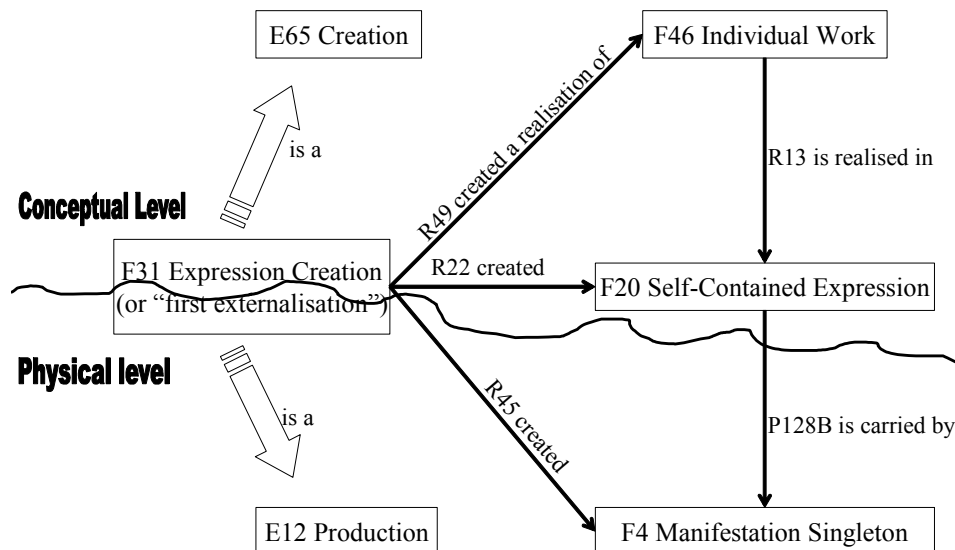 E65 Creation
F46 Individual Work
is a
R49 created a realisation of
R13 is realised in
Conceptual Level
F31 Expression Creation
(or “first externalisation”)
R22 created
F20 Self-Contained Expression
Physical level
is a
R45 created
P128B is carried by
E12 Production
F4 Manifestation Singleton